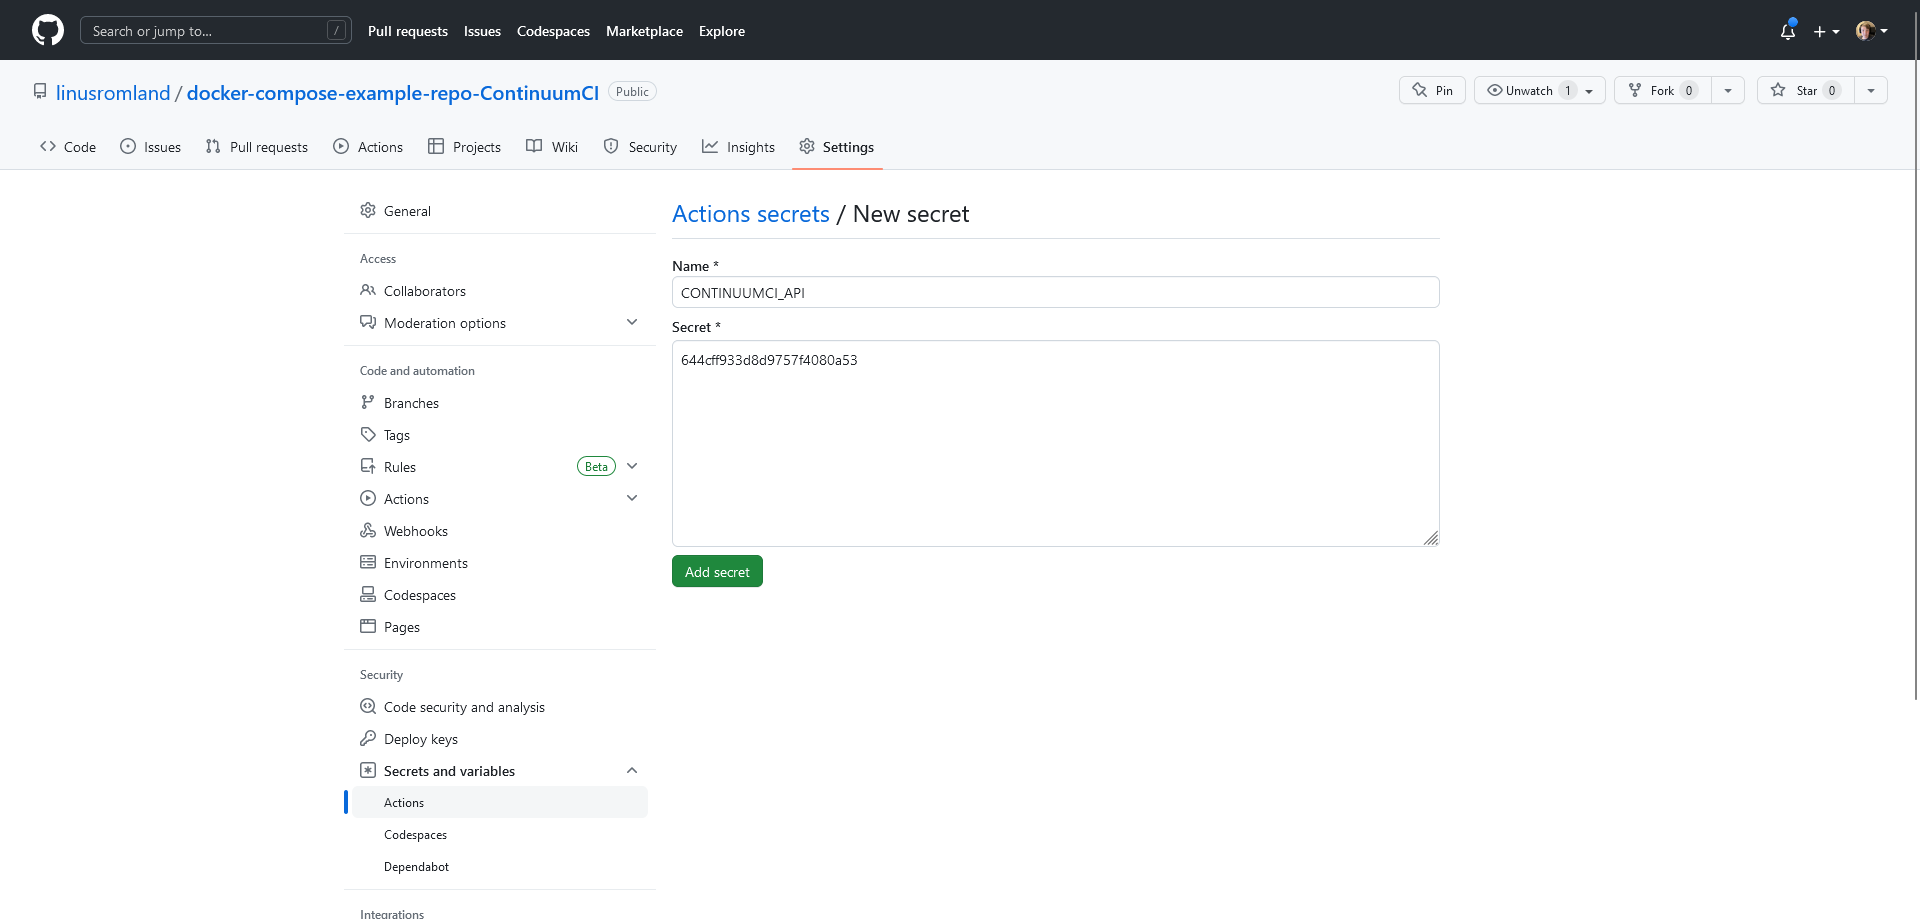 Search or jump to... /
Pull requests Issues Codespaces Marketplace Explore
linusromland / docker-compose-example-repo-ContinuumCI Public
Pin Unwatch 1 Fork 0 Star 0
Code Issues Pull requests Actions Projects Wiki Security Insights Settings
General
Access
Collaborators
Moderation options
Code and automation
Branches
Tags
Rules Beta
Actions
Webhooks
Environments
Codespaces
Pages
Security
Code security and analysis
Deploy keys
Secrets and variables
Actions
Codespaces
Dependabot
Integrations
Actions secrets / New secret
Name *
CONTINUUMCI_API
Secret *
644cff933d8d9757f4080a53
Add secret